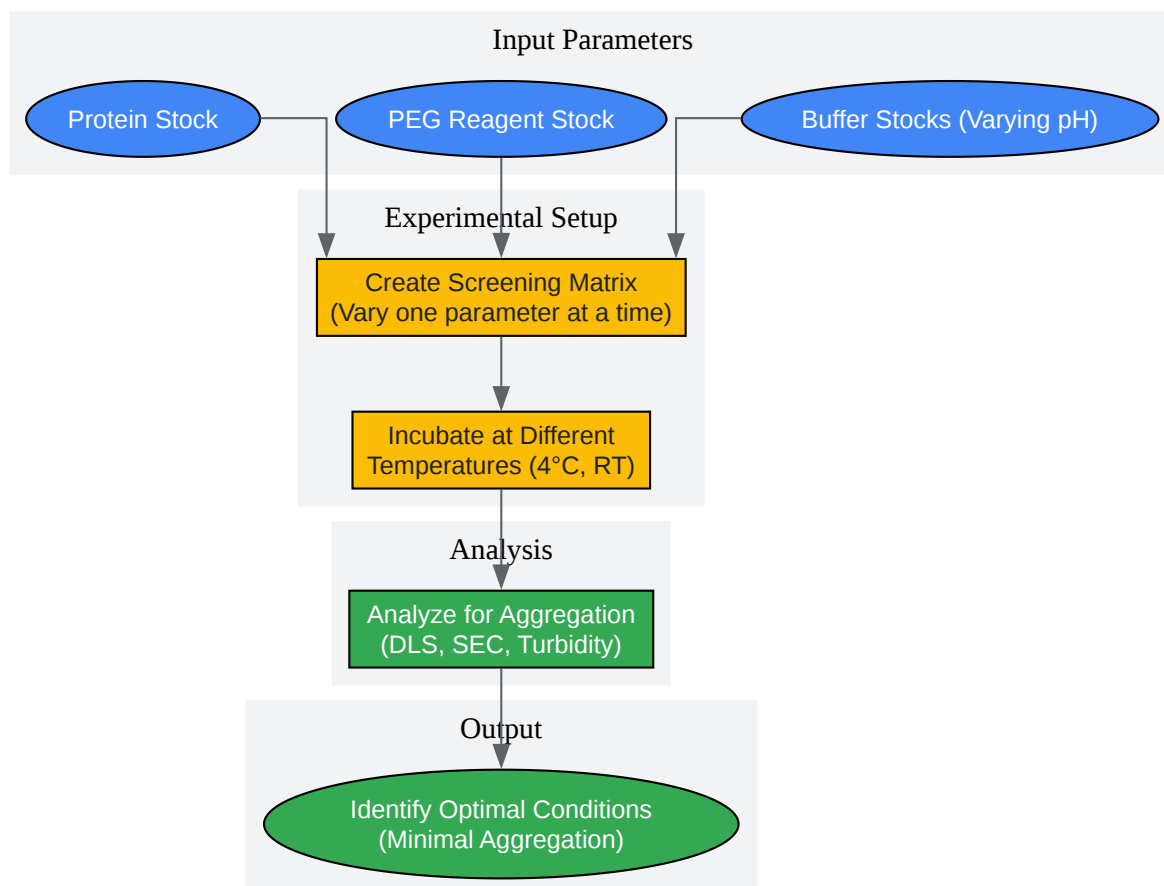 Input Parameters
Protein Stock
PEG Reagent Stock
Buffer Stocks (Varying pH)
Experimental Setup
Create Screening Matrix
(Vary one parameter at a time)
Incubate at Different
Temperatures (4°C, RT)
Analysis
Analyze for Aggregation
(DLS, SEC, Turbidity)
Output
Identify Optimal Conditions
(Minimal Aggregation)